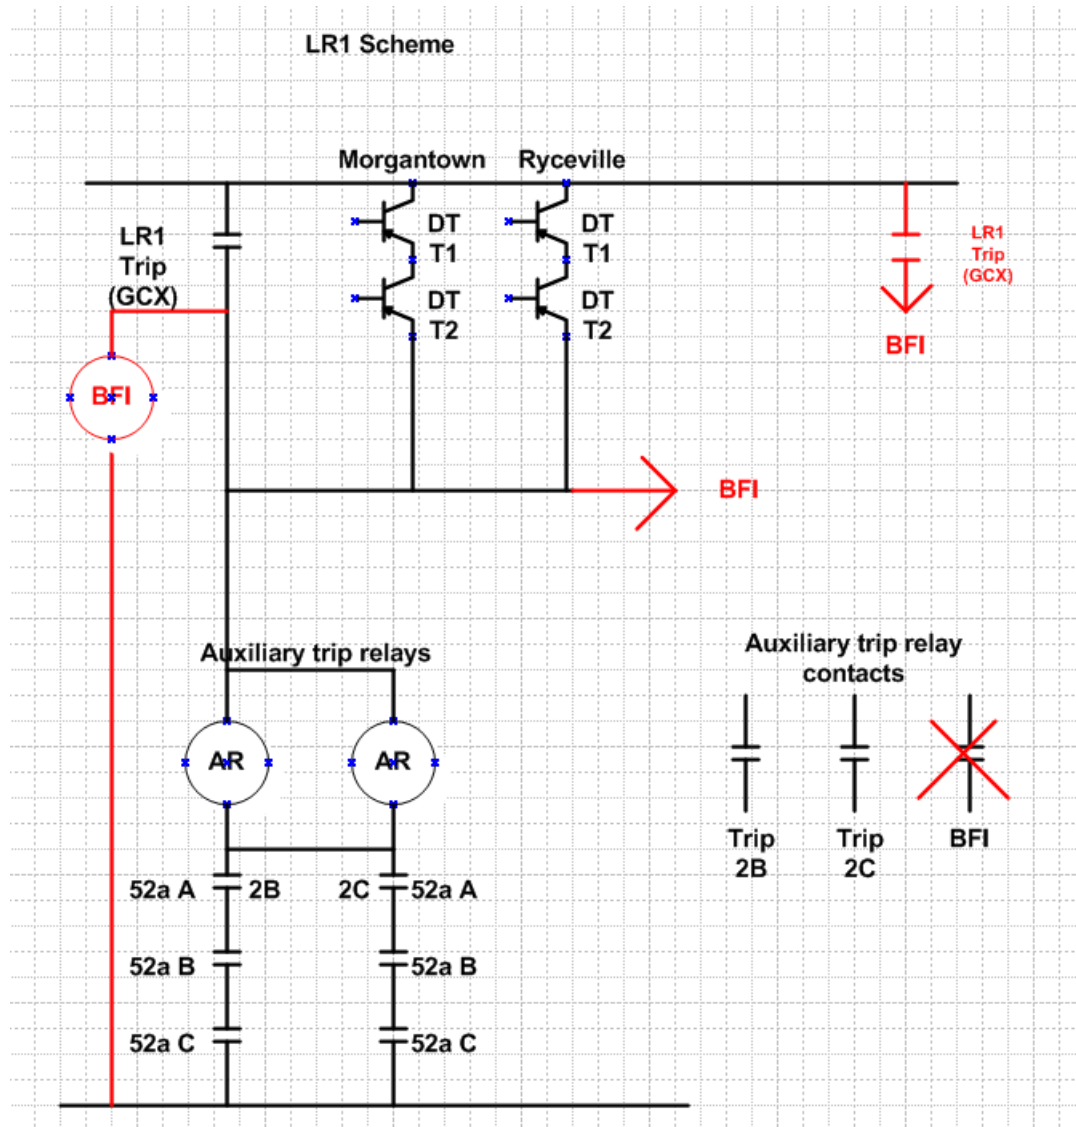 LR1 Scheme
Morgantown
Ryceville
LR1
Trip
(GCX)
DT
T1
DT
T2
DT
T1
DT
T2
LR1
Trip
(GCX)
BFI
BFI
BFI
Auxiliary trip relays
AR
AR
Auxiliary trip relay
contacts
Trip
2B
Trip
2C
BFI
52a A
2B
2C
52a A
52a B
52a B
52a C
52a C